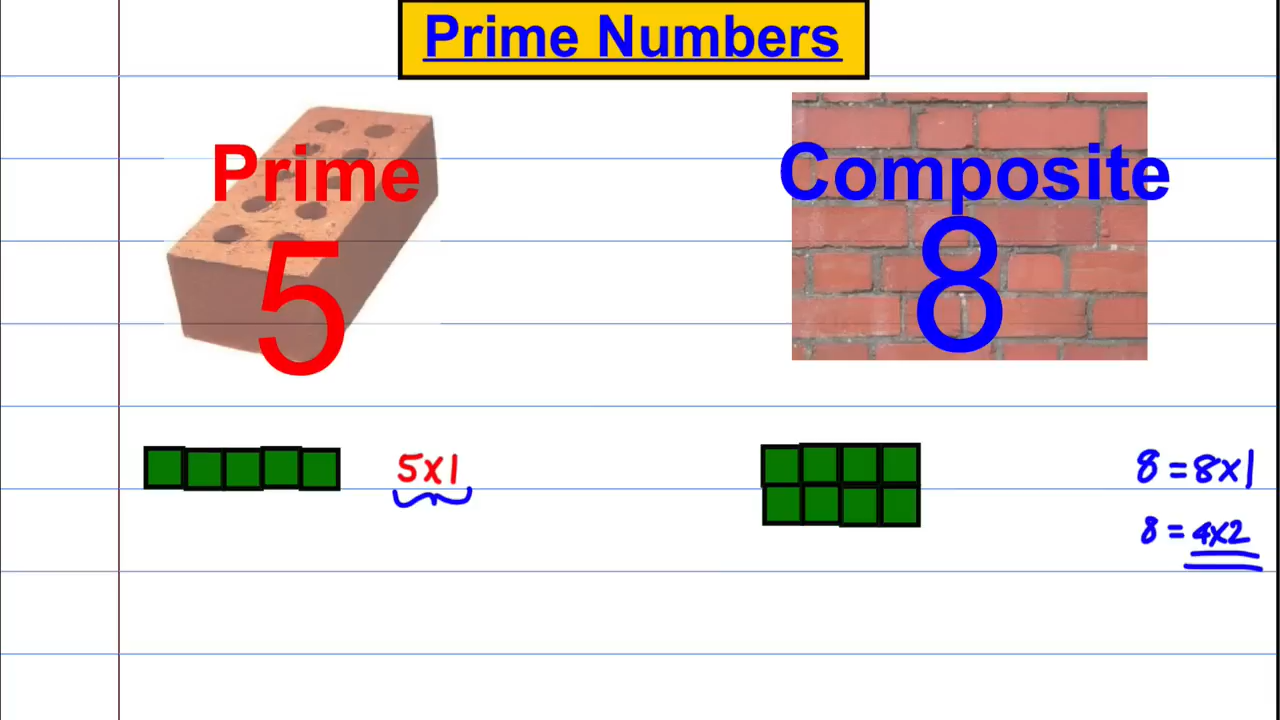 Prime Numbers
Prime
5
Composite
8
5x1
8 = 8x1
8 = 4x2